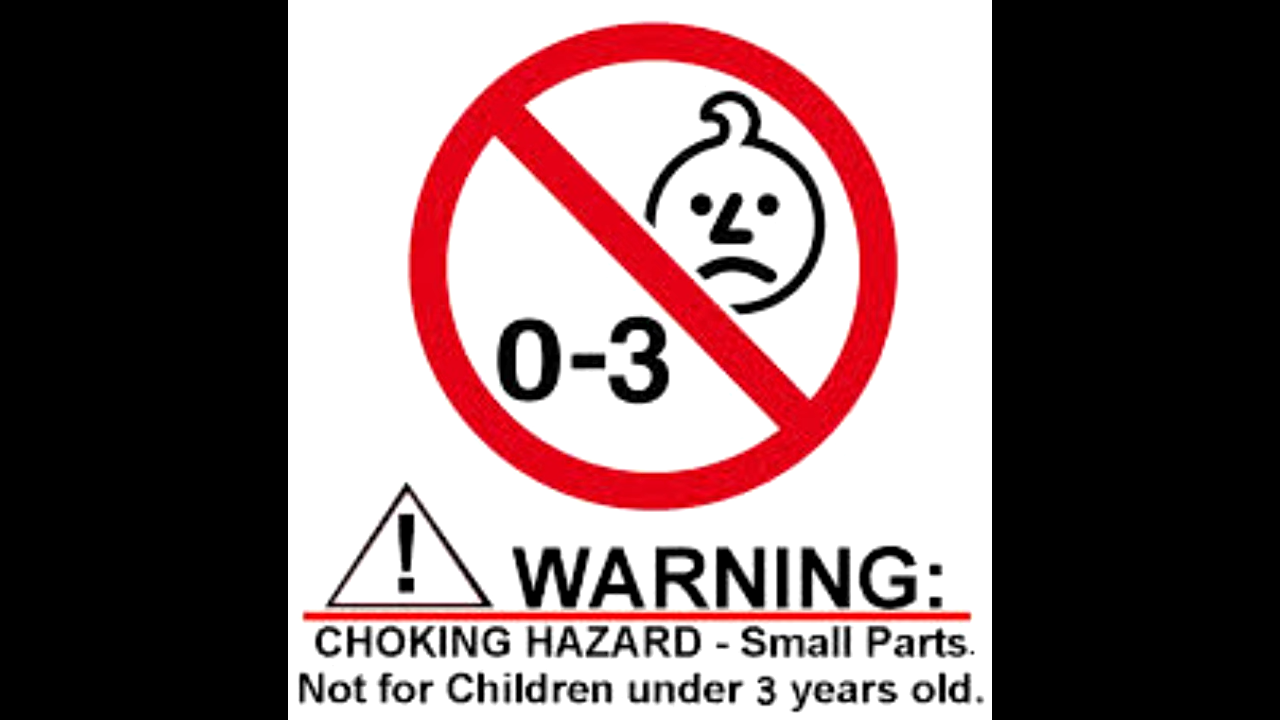 0-3
! WARNING:
CHOKING HAZARD - Small Parts.
Not for Children under 3 years old.